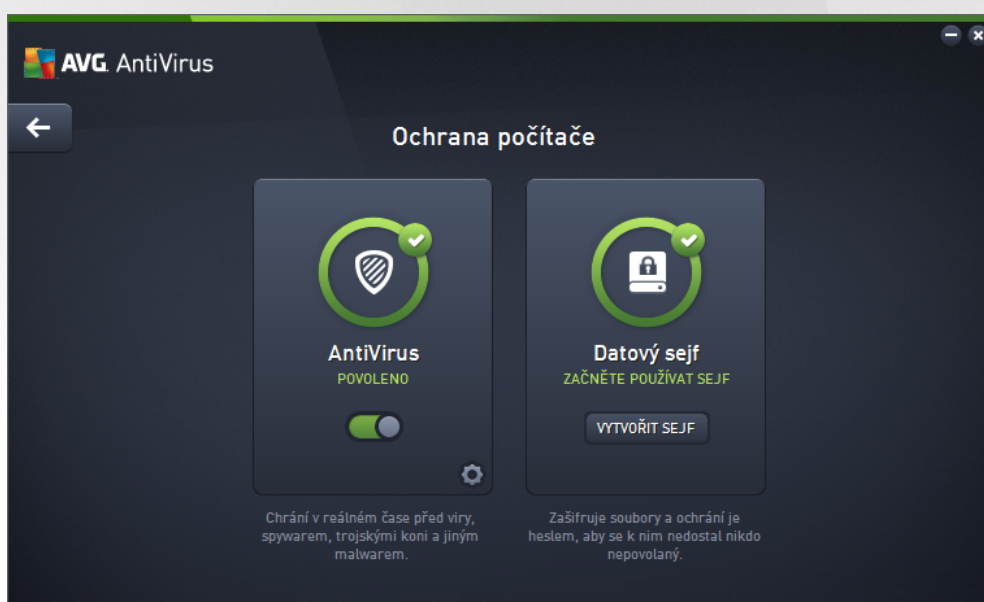 AVG. AntiVirus
Ochrana počítače
AntiVirus
POVOLENO
Chrání v reálném čase před viry,
spywarem, trojskými koni a jiným
malwarem.
Datový sejf
ZAČNĚTE POUŽÍVAT SEJF
VYTVOŘIT SEJF
Zašifruje soubory a ochrání je
heslem, aby se k nim nedostal nikdo
nepovolaný.